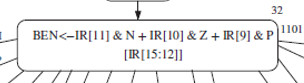 32
BEN<–IR[11] & N + IR[10] & Z + IR[9] & P
1101
[IR[15:12]]